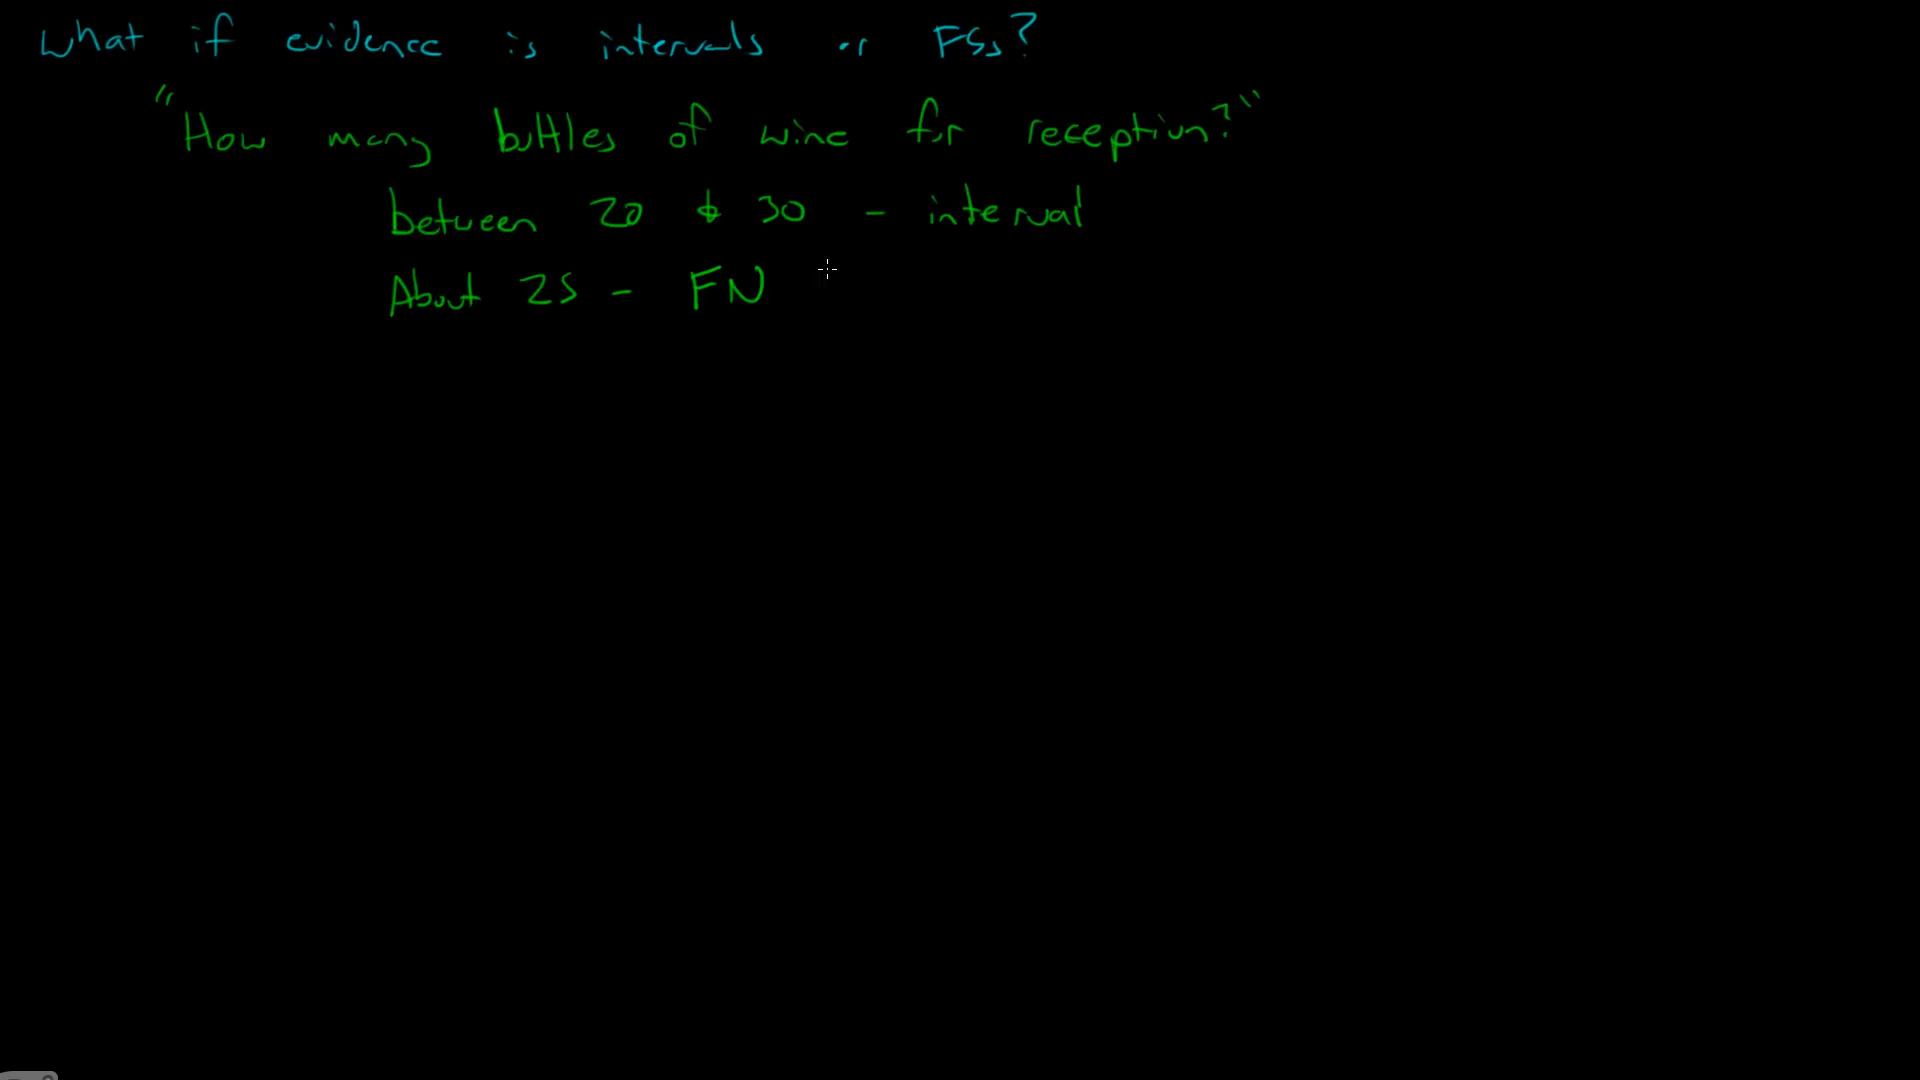 What if evidence is intervals or FSs?
"How many bottles of wine for reception?"
between 20 & 30 - interval
About 25 - FN